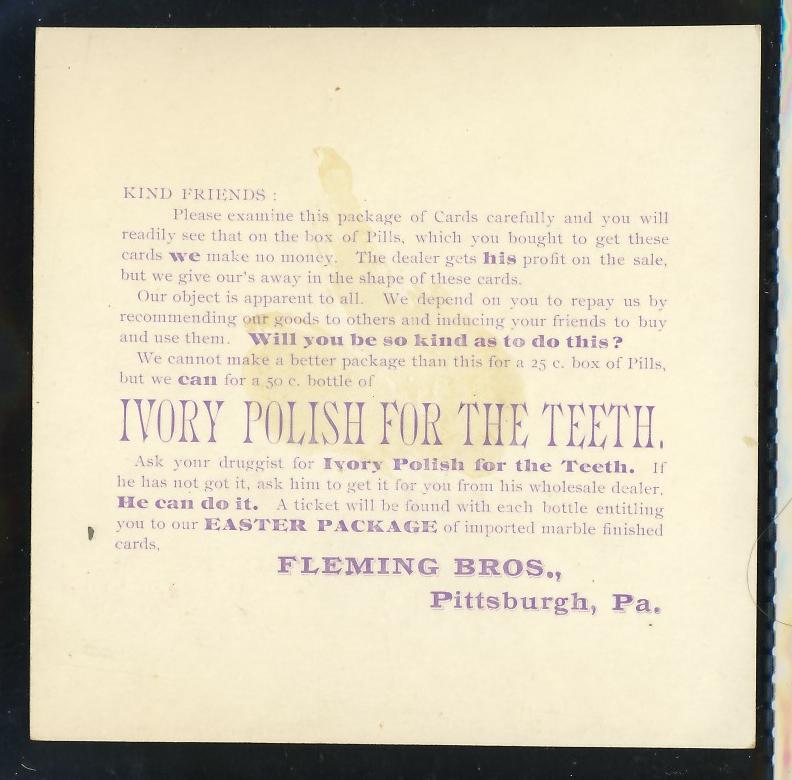 KIND FRIENDS :
Please examine this package of Cards carefully and you will
readily see that on the box of Pills, which you bought to get these
cards we make no money. The dealer gets his profit on the sale,
but we give our's away in the shape of these cards.
Our object is apparent to all. We depend on you to repay us by
recommending our goods to others and inducing your friends to buy
and use them. Will you be so kind as to do this?
We cannot make a better package than this for a 25 c. box of Pills,
but we can for a 50 c. bottle of
IVORY POLISH FOR THE TEETH.
Ask your druggist for Ivory Polish for the Teeth. If
he has not got it, ask him to get it for you from his wholesale dealer,
He can do it. A ticket will be found with each bottle entitling
you to our EASTER PACKAGE of imported marble finished
cards,
FLEMING BROS.,
Pittsburgh, Pa.